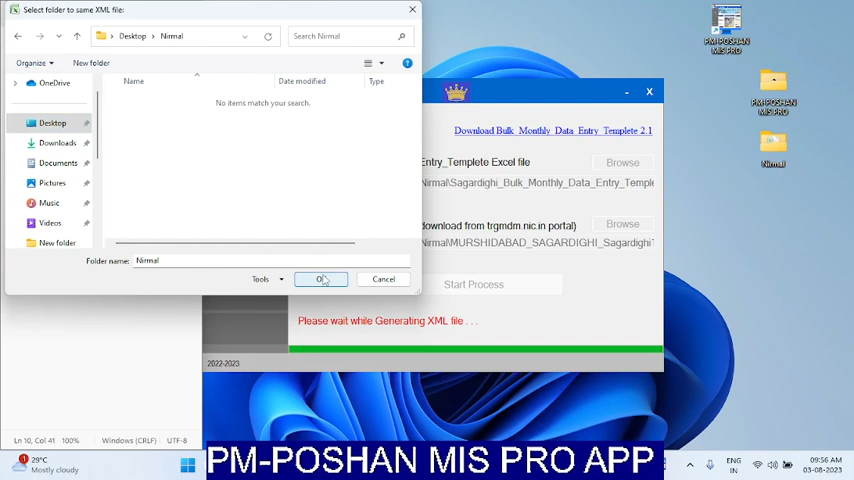 Select folder to same XML file:
Desktop > Nirmal
Search Nirmal
Organize
New folder
OneDrive
Desktop
Downloads
Documents
Pictures
Music
Videos
New folder
Name
Date modified
Type
No items match your search.
Folder name: Nirmal
Tools
Cancel
Download Bulk_Monthly_Data_Entry_Templete 2.1
Entry_Templete Excel file
Browse
Nirmal\Sagardighi_Bulk_Monthly_Data_Entry_Temple
download from trgmdm.nic.in portal)
Browse
Nirmal\MURSHIDABAD_SAGARDIGHI_Sagardighi
Start Process
Please wait while Generating XML file . . .
2022-2023
PM-POSHAN
MIS PRO
PM-POSHAN
MIS PRO
Nirmal
Ln 10, Col 41
100%
Windows (CRLF)
UTF-8
1
29°C
Mostly cloudy
PM-POSHAN MIS PRO APP
ENG
IN
09:56 AM
03-08-2023